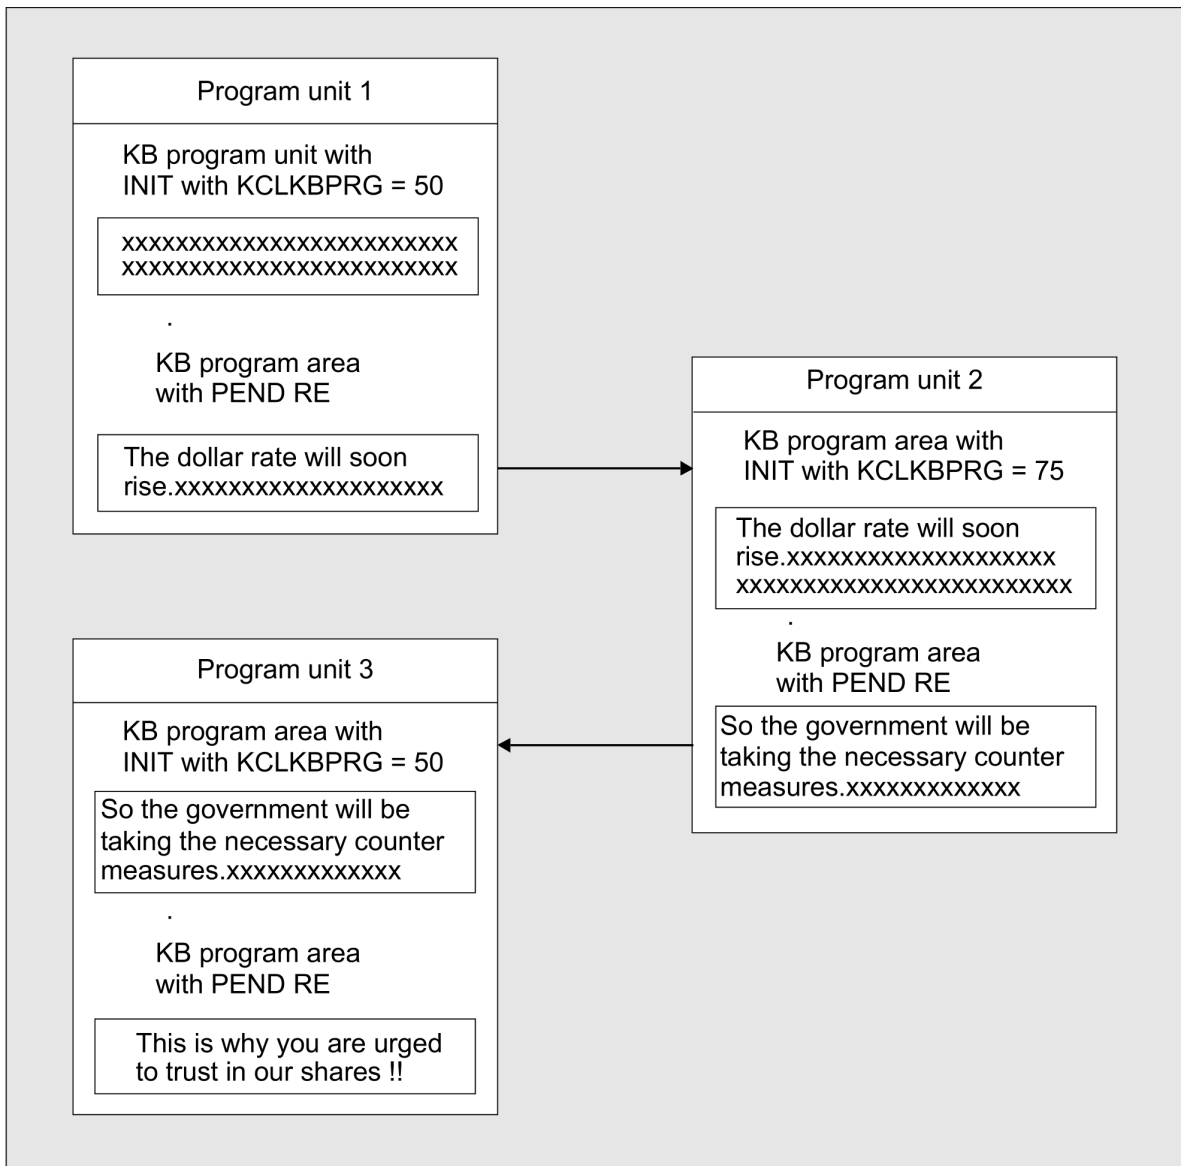 Program unit 1
KB program unit with
INIT with KCLKBPRG = 50
xxxxxxxxxxxxxxxxxxxxxxxxx
xxxxxxxxxxxxxxxxxxxxxxxxx
.
KB program area
with PEND RE
The dollar rate will soon
rise.xxxxxxxxxxxxxxxxxxxx
Program unit 2
KB program area with
INIT with KCLKBPRG = 75
The dollar rate will soon
rise.xxxxxxxxxxxxxxxxxxxx
xxxxxxxxxxxxxxxxxxxxxxxxx
.
KB program area
with PEND RE
So the government will be
taking the necessary counter
measures.xxxxxxxxxxxxx
Program unit 3
KB program area with
INIT with KCLKBPRG = 50
So the government will be
taking the necessary counter
measures.xxxxxxxxxxxxx
.
KB program area
with PEND RE
This is why you are urged
to trust in our shares !!